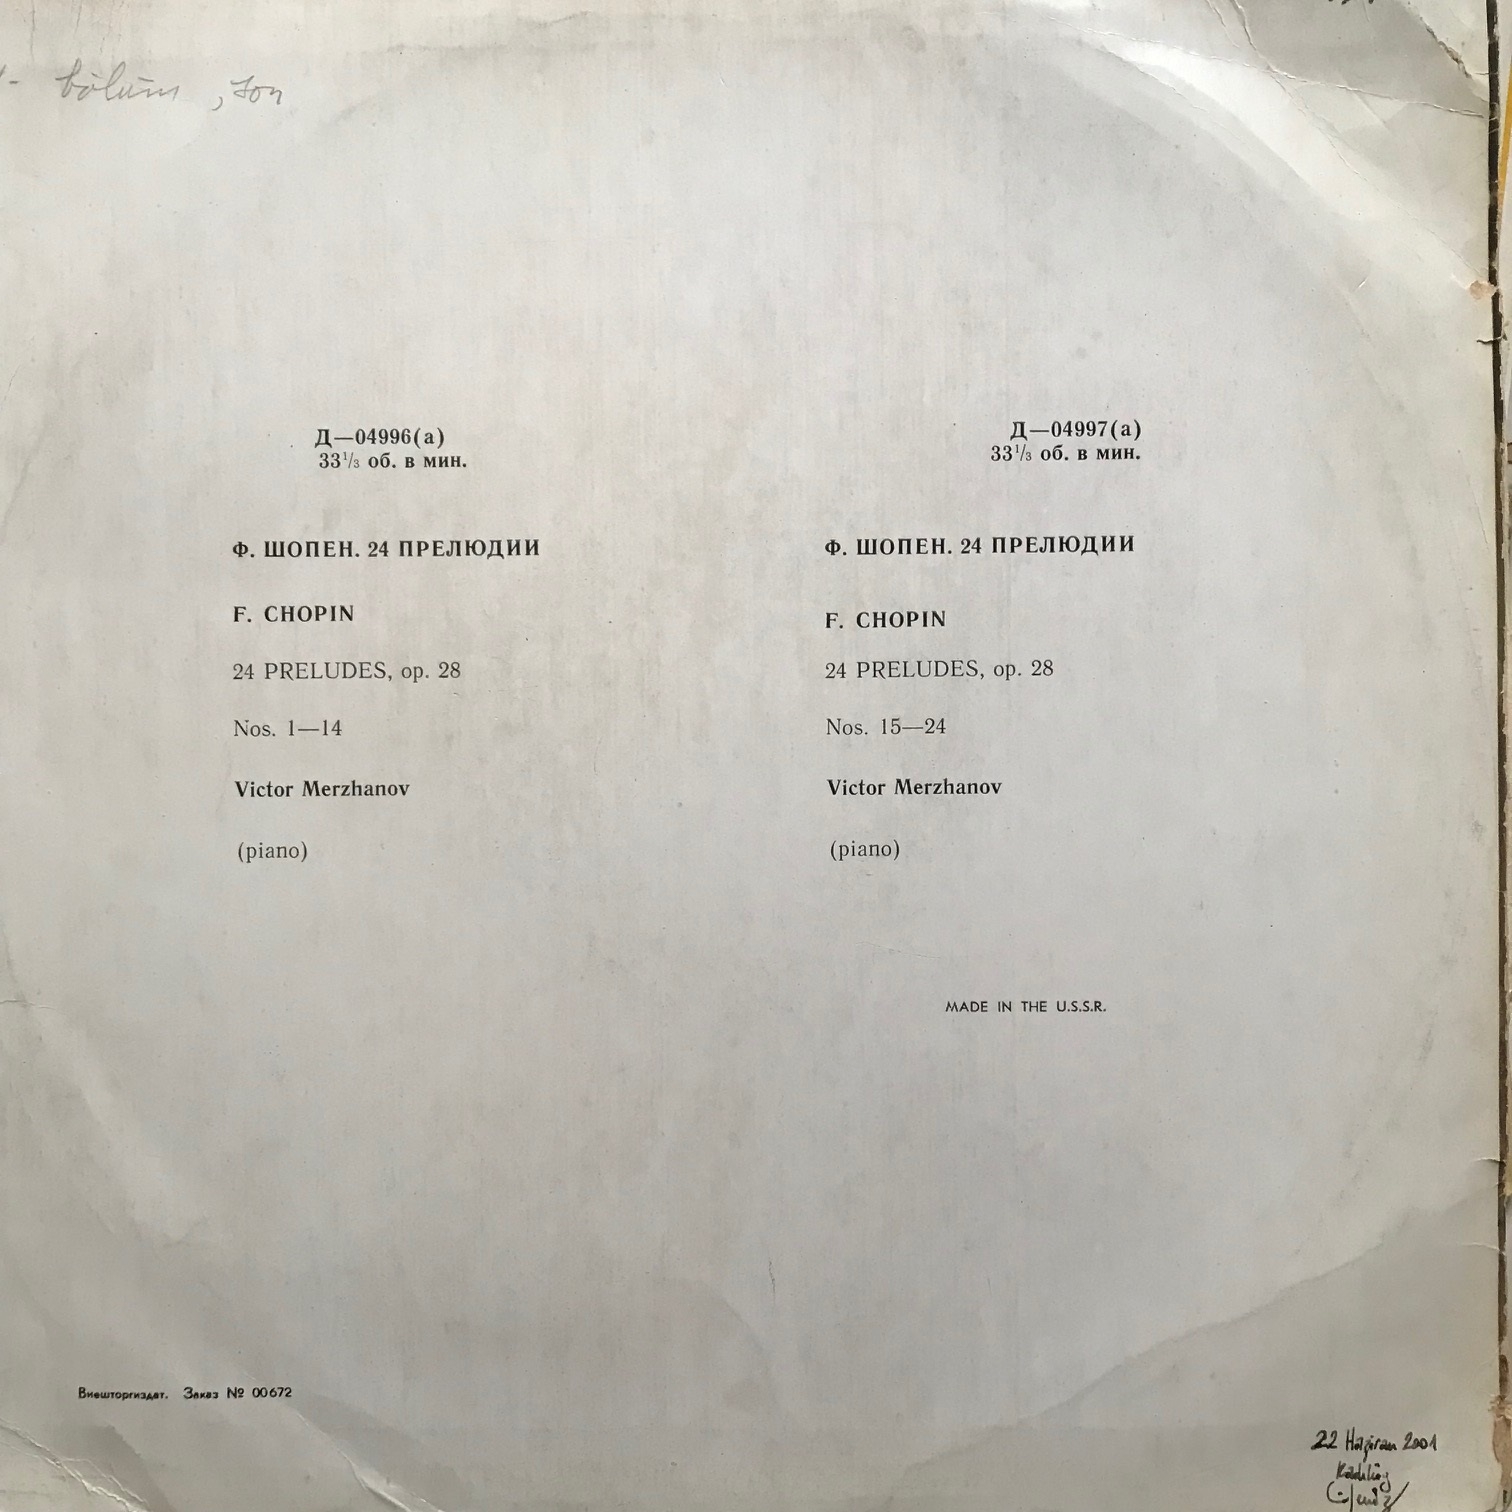 bölüm, son
Д—04996(а)
33⅓ об. в мин.
Ф. ШОПЕН. 24 ПРЕЛЮДИИ
F. CHOPIN
24 PRELUDES, op. 28
Nos. 1—14
Victor Merzhanov
(piano)
Д—04997(а)
33⅓ об. в мин.
Ф. ШОПЕН. 24 ПРЕЛЮДИИ
F. CHOPIN
24 PRELUDES, op. 28
Nos. 15—24
Victor Merzhanov
(piano)
MADE IN THE U.S.S.R.
Внешторгиздат. Заказ № 00672
22 Haziran 2001
Kadıköy